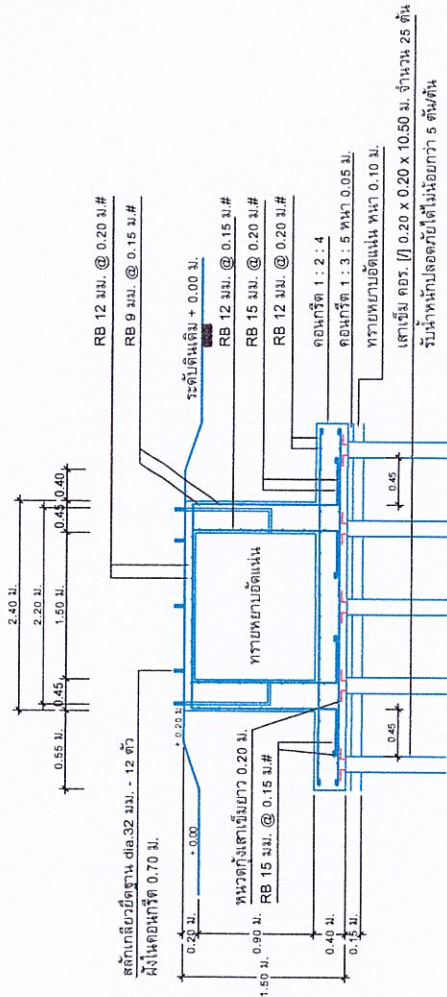 2.40 ม.
2.20 ม.
0.55 ม.
0.45
1.50 ม.
0.45
0.40
สลักเกลียวยึดฐาน dia.32 มม. - 12 ตัว
ฝังในคอนกรีต 0.70 ม.
RB 12 มม. @ 0.20 ม.#
RB 9 มม. @ 0.15 ม.#
+ 0.20 ม
+ 0.00
ระดับดินเดิม + 0.00 ม.
ทรายหยาบอัดแน่น
RB 12 มม. @ 0.15 ม.#
RB 15 มม. @ 0.20 ม.#
RB 12 มม. @ 0.20 ม.#
หนวดกุ้งเสาเข็มยาว 0.20 ม.
RB 15 มม. @ 0.15 ม.#
0.20 ม.
0.90 ม.
0.40 ม.
0.15 ม.
1.50 ม.
0.45
0.45
คอนกรีต 1 : 2 : 4
คอนกรีต 1 : 3 : 5 หนา 0.05 ม.
ทรายหยาบอัดแน่น หนา 0.10 ม.
เสาเข็ม คอร. [/] 0.20 x 0.20 x 10.50 ม. จำนวน 25 ต้น
รับน้ำหนักปลอดภัยได้ไม่น้อยกว่า 5 ตัน/ต้น